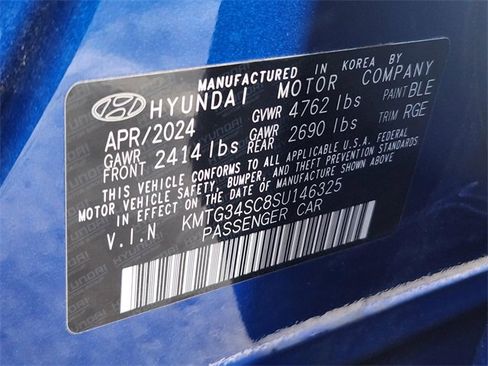 MANUFACTURED IN KOREA BY
HYUNDAI MOTOR COMPANY
APR/2024 GVWR 4762 lbs PAINT BLE
GAWR FRONT 2414 lbs GAWR REAR 2690 lbs TRIM RGE
THIS VEHICLE CONFORMS TO ALL APPLICABLE U.S.A. FEDERAL
MOTOR VEHICLE SAFETY, BUMPER, AND THEFT PREVENTION STANDARDS
IN EFFECT ON THE DATE OF MANUFACTURE SHOWN ABOVE.
V.I.N KMTG34SC8SU146325
PASSENGER CAR